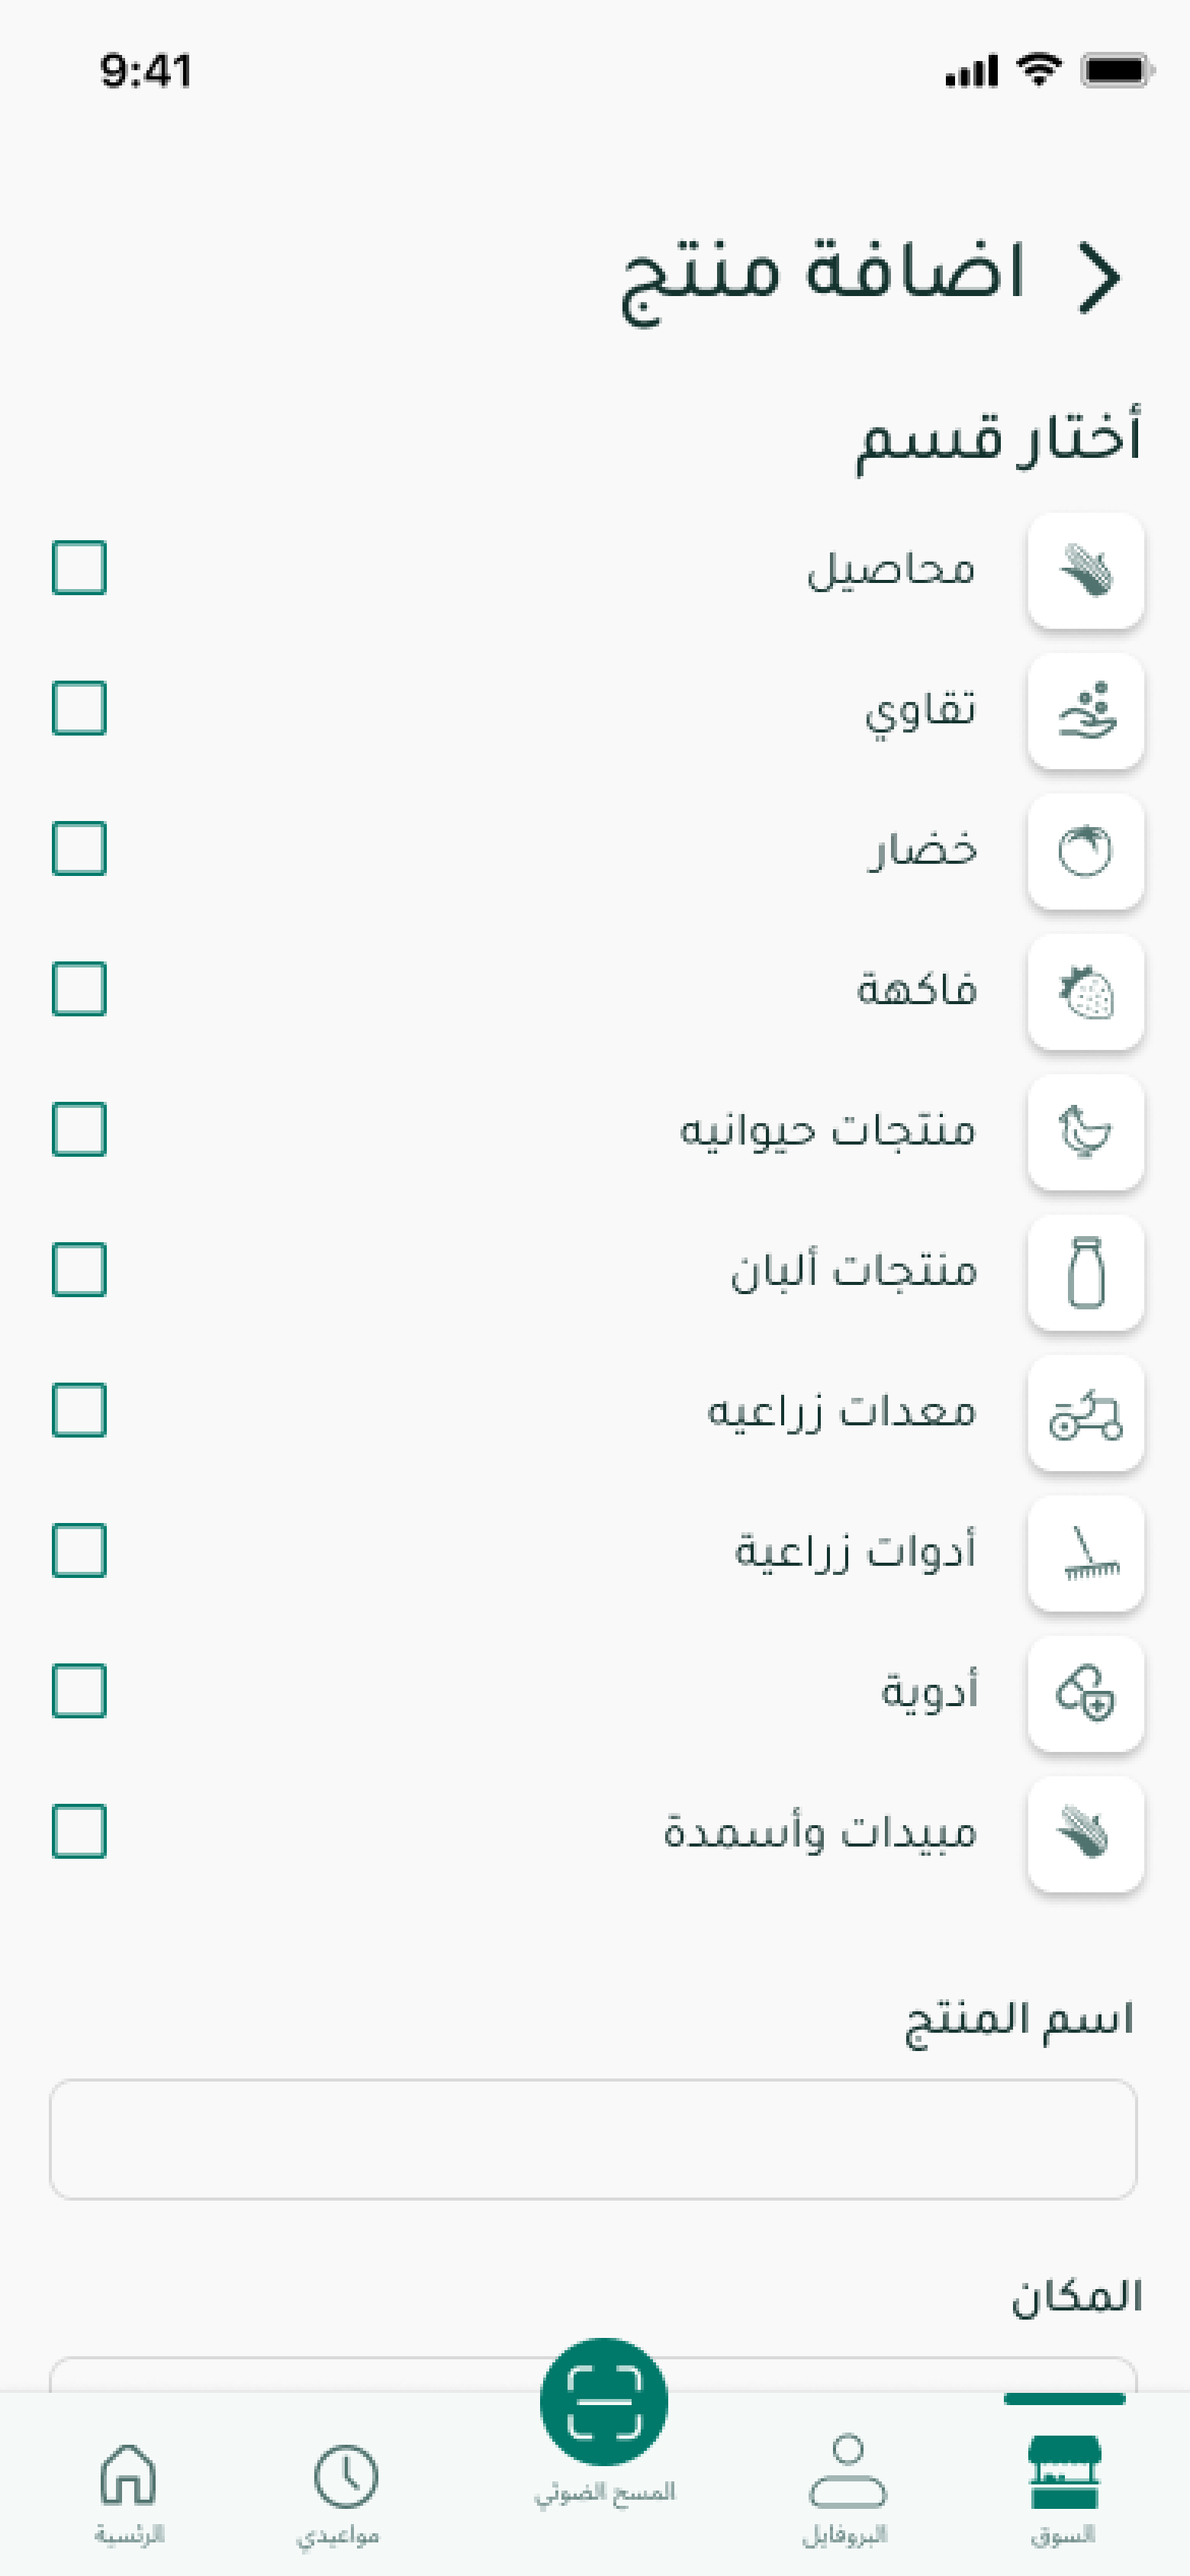 9:41
اضافة منتج
أختار قسم
محاصيل
تقاوي
خضار
فاكهة
منتجات حيوانيه
منتجات ألبان
معدات زراعيه
أدوات زراعية
أدوية
مبيدات وأسمدة
اسم المنتج
المكان
السوق
البروفايل
المسح الضوئي
مواعيدي
الرئسية